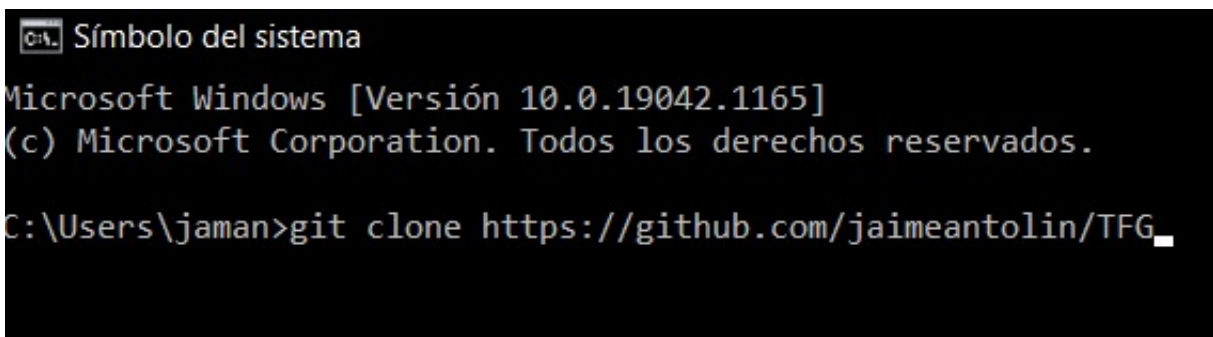 Símbolo del sistema
Microsoft Windows [Versión 10.0.19042.1165]
(c) Microsoft Corporation. Todos los derechos reservados.
C:\Users\jaman>git clone https://github.com/jaimeantolin/TFG